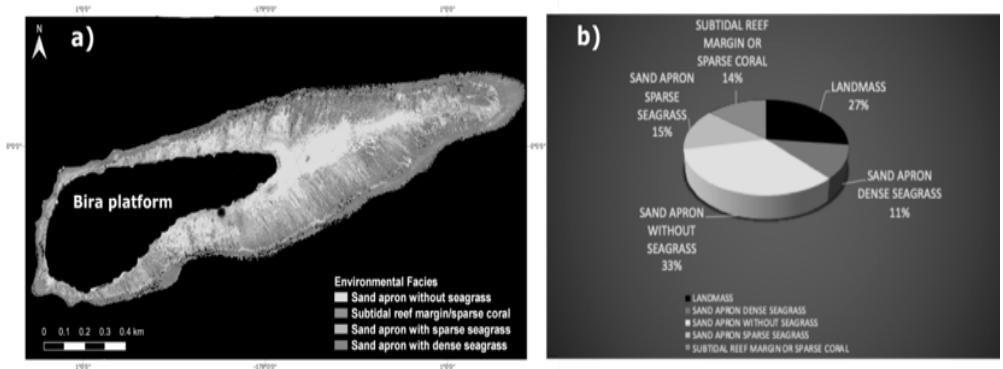 a)
N
Bira platform
Environmental Facies
Sand apron without seagrass
Subtidal reef margin/sparse coral
Sand apron with sparse seagrass
Sand apron with dense seagrass
0 0.1 0.2 0.3 0.4 km
b)
SUBTIDAL REEF
MARGIN OR
SPARSE CORAL
14%
SAND APRON
SPARSE
SEAGRASS
15%
LANDMASS
27%
SAND APRON
DENSE SEAGRASS
11%
SAND APRON
WITHOUT
SEAGRASS
33%
LANDMASS
SAND APRON DENSE SEAGRASS
SAND APRON WITHOUT SEAGRASS
SAND APRON SPARSE SEAGRASS
SUBTIDAL REEF MARGIN OR SPARSE CORAL